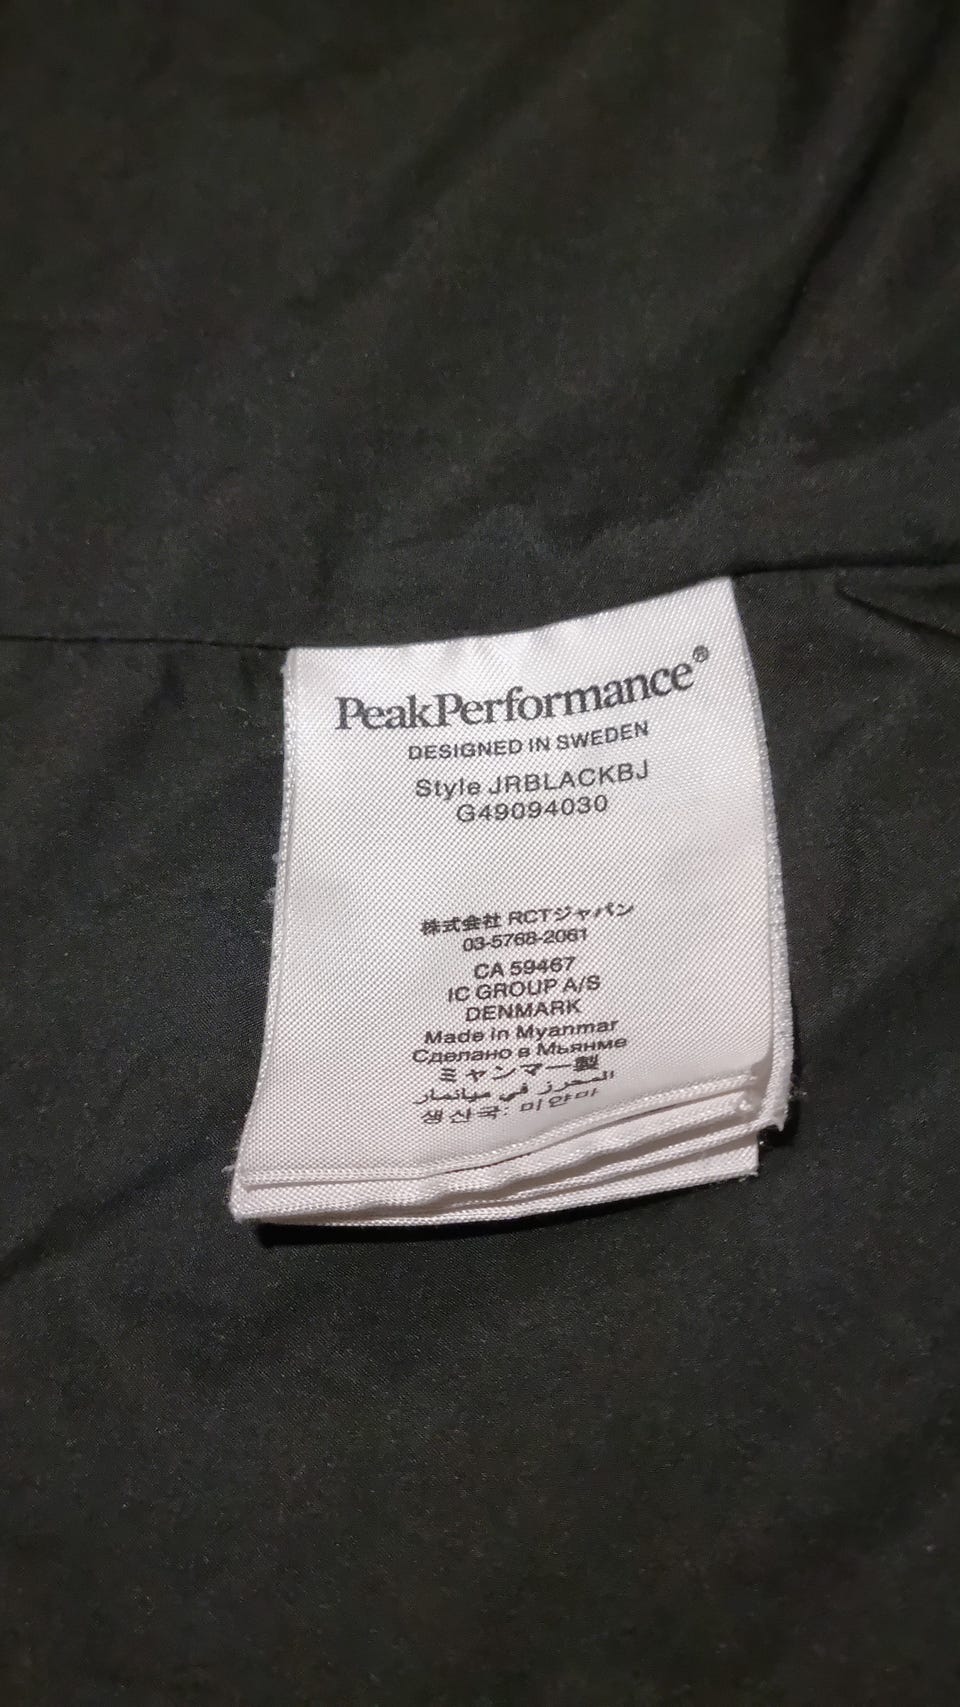 PeakPerformance®
DESIGNED IN SWEDEN
Style JRBLACKBJ
G49094030
株式会社 RCTジャパン
03-5768-2061
CA 59467
IC GROUP A/S
DENMARK
Made in Myanmar
Сделано в Мьянме
ミャンマー製
المحرز في ميانمار
생산국: 미얀마